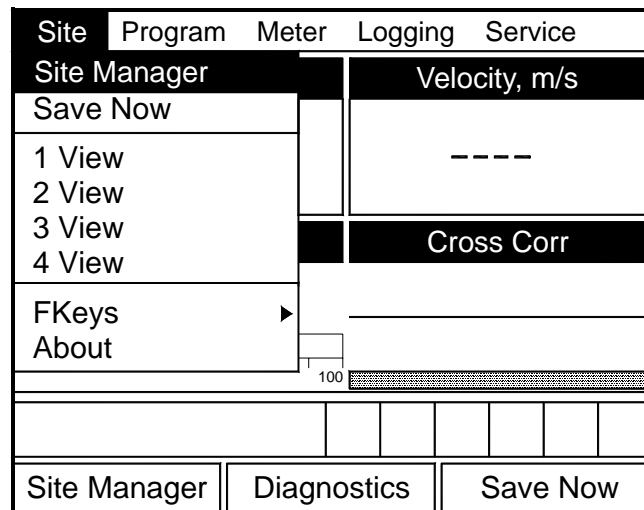 Site Program Meter Logging Service
Site Manager
Velocity, m/s
Save Now
----
1 View
2 View
3 View
4 View
Cross Corr
FKeys
About
100
Site Manager Diagnostics Save Now